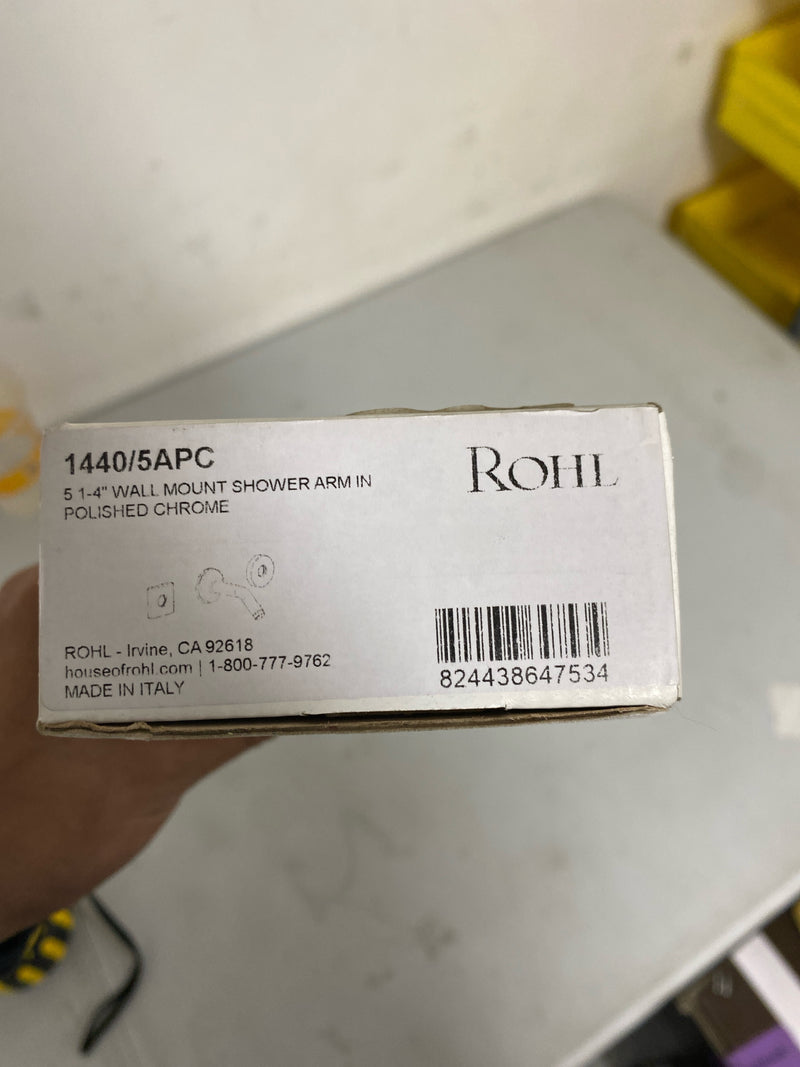 1440/5APC
5 1-4" WALL MOUNT SHOWER ARM IN
POLISHED CHROME
ROHL
ROHL - Irvine, CA 92618
houseofrohl.com | 1-800-777-9762
MADE IN ITALY
824438647534